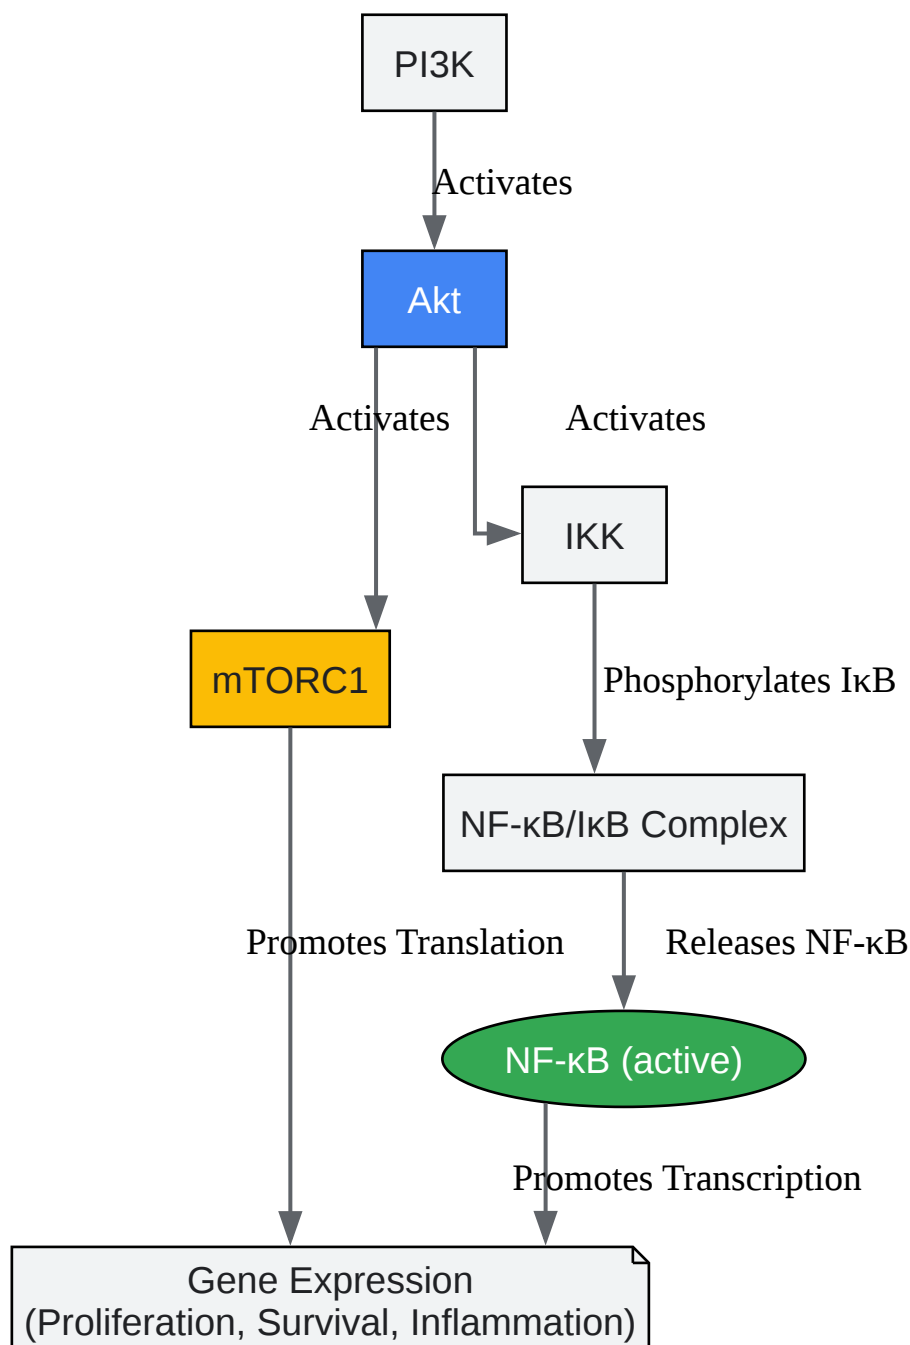 PI3K
Activates
Akt
Activates
Activates
IKK
mTORC1
Phosphorylates IκB
NF-κB/IκB Complex
Promotes Translation
Releases NF-κB
NF-κB (active)
Promotes Transcription
Gene Expression
(Proliferation, Survival, Inflammation)